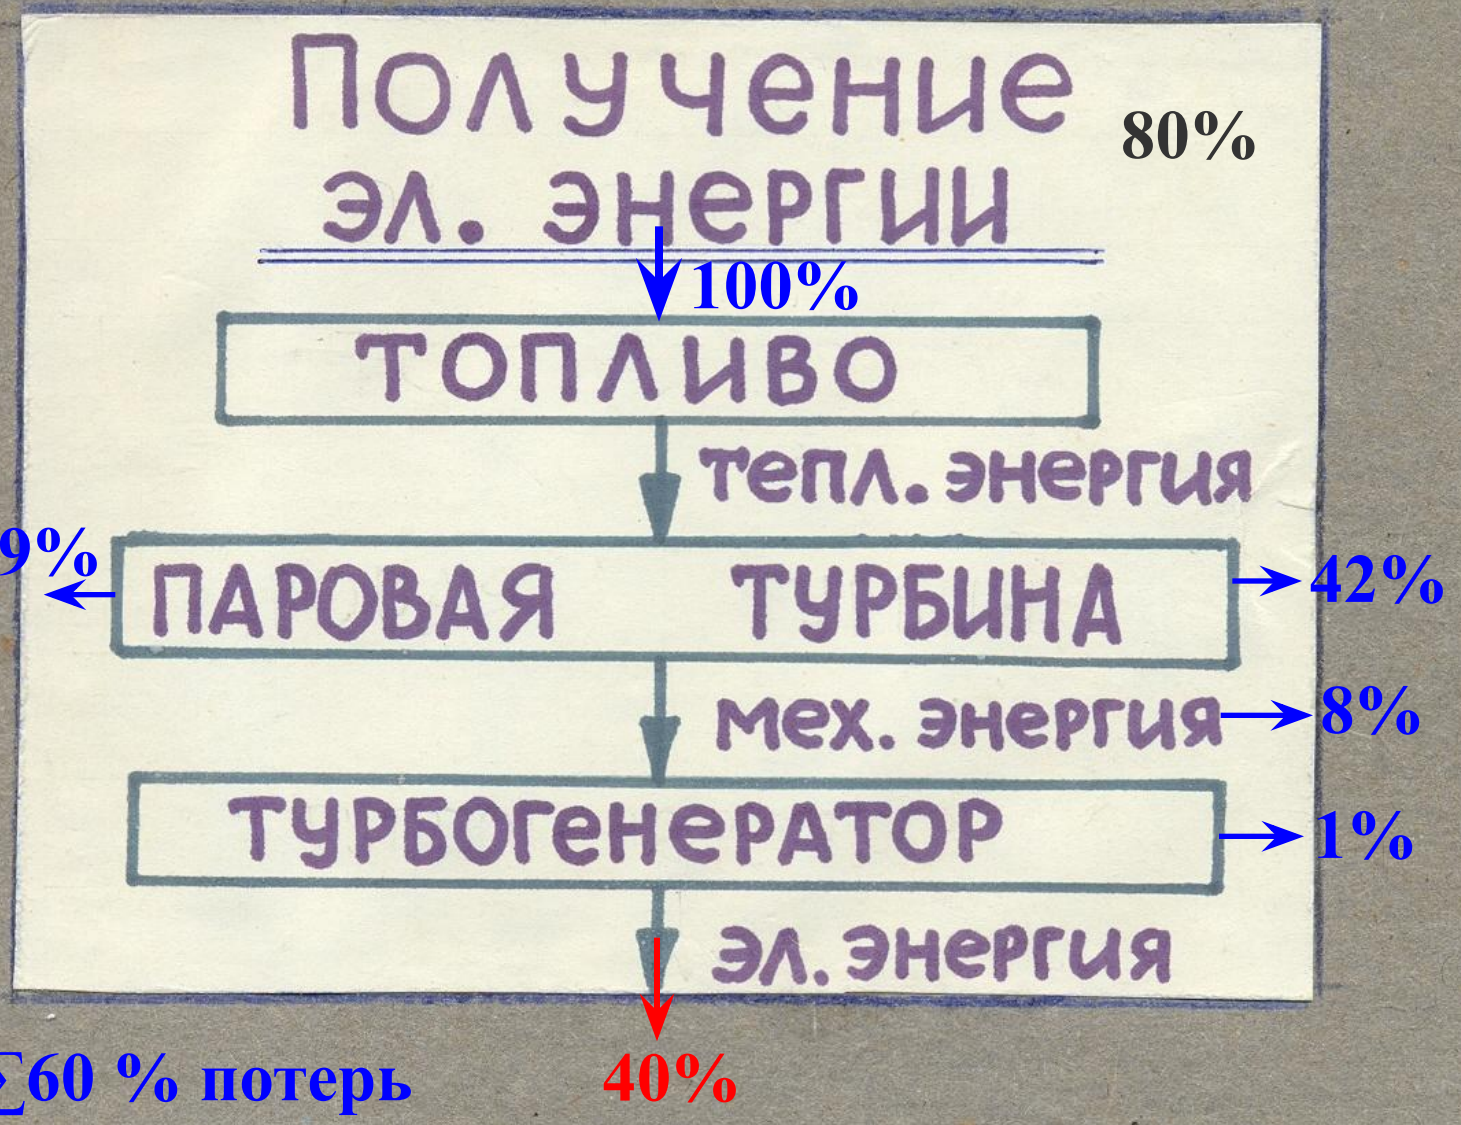 Получение
80%
эл. энергии
100%
ТОПЛИВО
тепл. энергия
9%
ПАРОВАЯ ТУРБИНА
42%
мех. энергия
8%
ТУРБОГЕНЕРАТОР
1%
эл. энергия
∑60 % потерь
40%